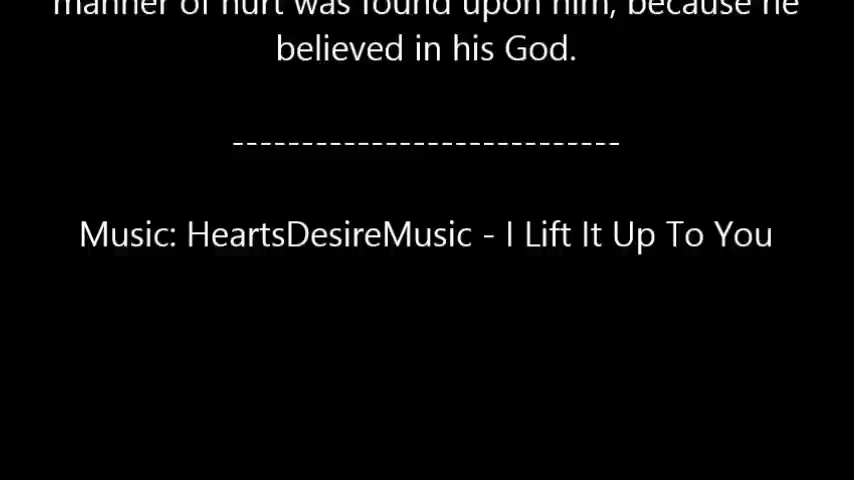 manner of hurt was found upon him, because he
believed in his God.
----------------------------
Music: HeartsDesireMusic - I Lift It Up To You